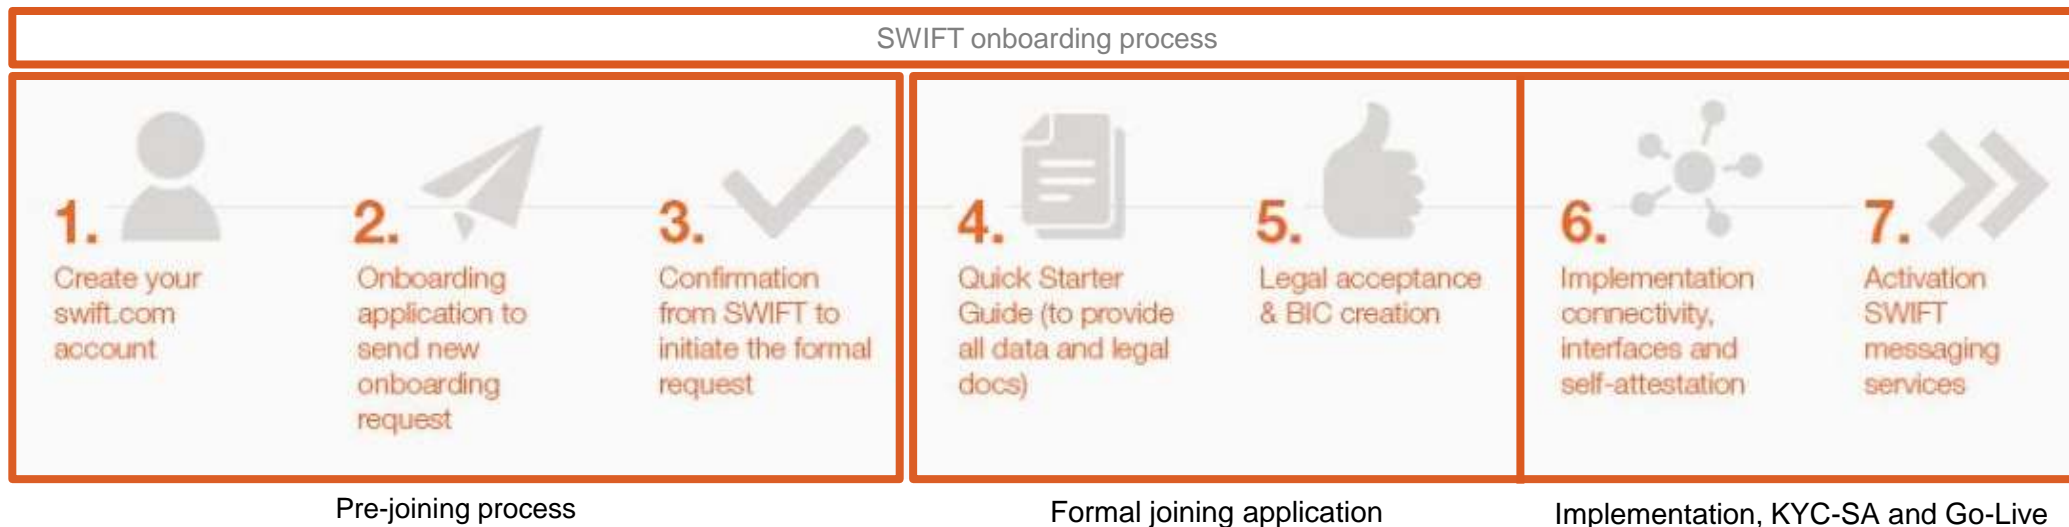 SWIFT onboarding process
1.
Create your
swift.com
account
2.
Onboarding
application to
send new
onboarding
request
3.
Confirmation
from SWIFT to
initiate the formal
request
4.
Quick Starter
Guide (to provide
all data and legal
docs)
5.
Legal acceptance
& BIC creation
6.
Implementation
connectivity,
interfaces and
self-attestation
7.
Activation
SWIFT
messaging
services
Pre-joining process
Formal joining application
Implementation, KYC-SA and Go-Live